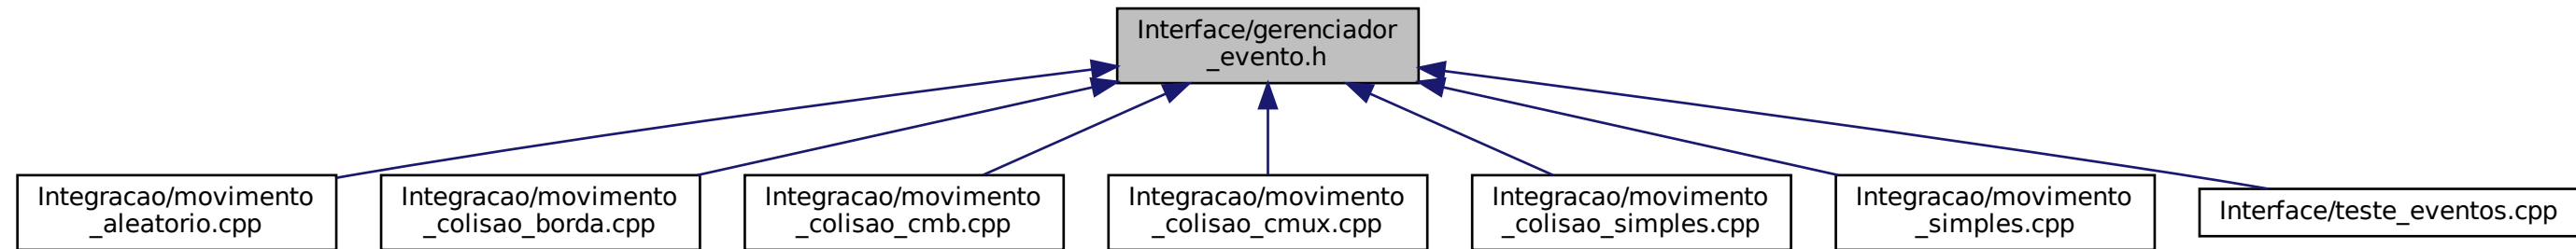 Interface/gerenciador
_evento.h
Integracao/movimento
_aleatorio.cpp
Integracao/movimento
_colisao_borda.cpp
Integracao/movimento
_colisao_cmb.cpp
Integracao/movimento
_colisao_cmux.cpp
Integracao/movimento
_colisao_simples.cpp
Integracao/movimento
_simples.cpp
Interface/teste_eventos.cpp